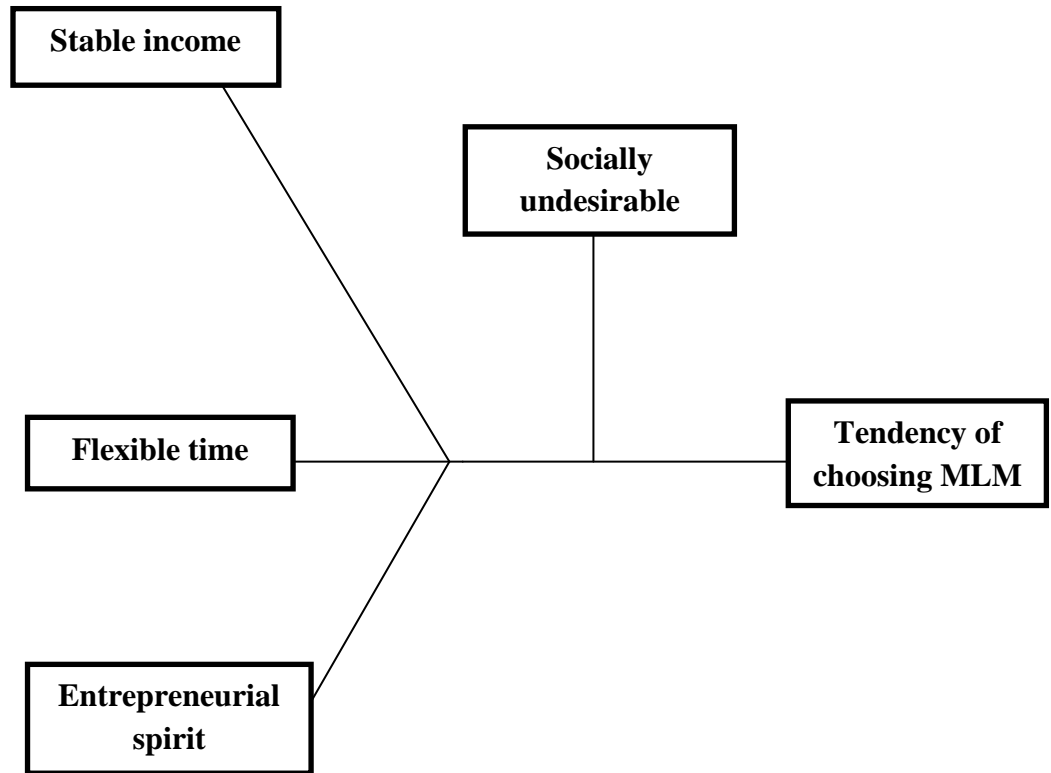 Stable income
Socially
undesirable
Flexible time
Tendency of
choosing MLM
Entrepreneurial
spirit